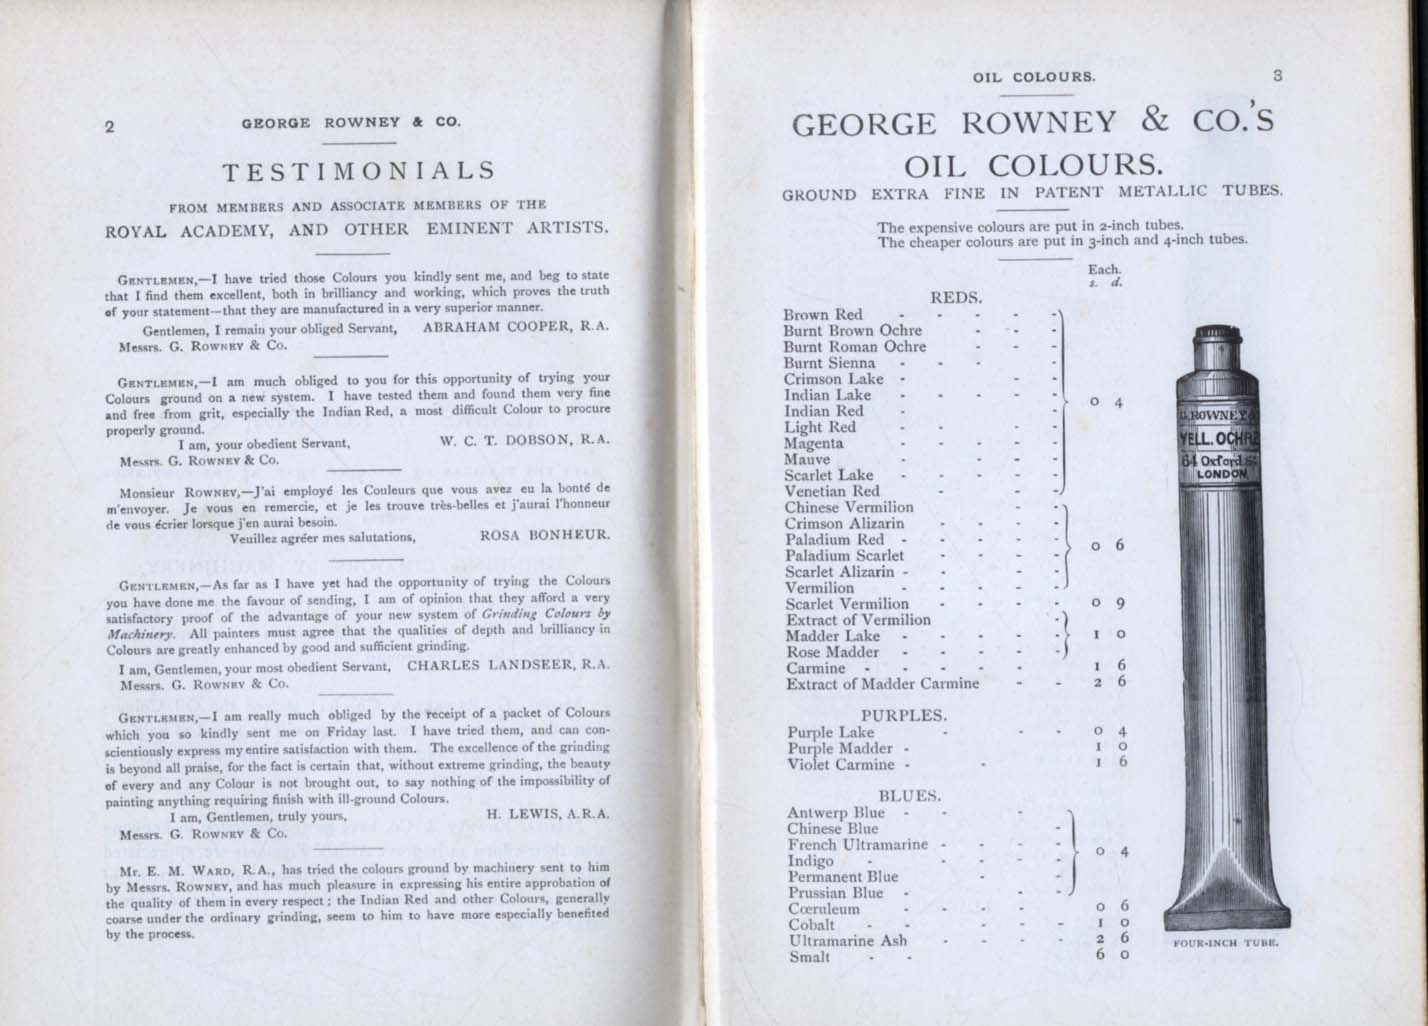 2 GEORGE ROWNEY & CO.
TESTIMONIALS
FROM MEMBERS AND ASSOCIATE MEMBERS OF THE
ROYAL ACADEMY, AND OTHER EMINENT ARTISTS.
GENTLEMEN,—I have tried those Colours you kindly sent me, and beg to state
that I find them excellent, both in brilliancy and working, which proves the truth
of your statement—that they are manufactured in a very superior manner.
Gentlemen, I remain your obliged Servant, ABRAHAM COOPER, R.A.
Messrs. G. ROWNEY & Co.
GENTLEMEN,—I am much obliged to you for this opportunity of trying your
Colours ground on a new system. I have tested them and found them very fine
and free from grit, especially the Indian Red, a most difficult Colour to procure
properly ground.
I am, your obedient Servant, W. C. T. DOBSON, R.A.
Messrs. G. ROWNEY & Co.
Monsieur ROWNEY,—J'ai employé les Couleurs que vous avez eu la bonté de
m'envoyer. Je vous en remercie, et je les trouve très-belles et j'aurai l'honneur
de vous écrier lorsque j'en aurai besoin.
Veuillez agréer mes salutations, ROSA BONHEUR.
GENTLEMEN,—As far as I have yet had the opportunity of trying the Colours
you have done me the favour of sending, I am of opinion that they afford a very
satisfactory proof of the advantage of your new system of Grinding Colours by
Machinery. All painters must agree that the qualities of depth and brilliancy in
Colours are greatly enhanced by good and sufficient grinding.
I am, Gentlemen, your most obedient Servant, CHARLES LANDSEER, R.A.
Messrs. G. ROWNEY & Co.
GENTLEMEN,—I am really much obliged by the receipt of a packet of Colours
which you so kindly sent me on Friday last. I have tried them, and can con-
scientiously express my entire satisfaction with them. The excellence of the grinding
is beyond all praise, for the fact is certain that, without extreme grinding, the beauty
of every and any Colour is not brought out, to say nothing of the impossibility of
painting anything requiring finish with ill-ground Colours.
I am, Gentlemen, truly yours, H. LEWIS, A.R.A.
Messrs. G. ROWNEY & Co.
Mr. E. M. WARD, R.A., has tried the colours ground by machinery sent to him
by Messrs. ROWNEY, and has much pleasure in expressing his entire approbation of
the quality of them in every respect; the Indian Red and other Colours, generally
coarse under the ordinary grinding, seem to him to have more especially benefited
by the process.
OIL COLOURS. 3
GEORGE ROWNEY & CO.'S
OIL COLOURS.
GROUND EXTRA FINE IN PATENT METALLIC TUBES.
The expensive colours are put in 2-inch tubes.
The cheaper colours are put in 3-inch and 4-inch tubes.
Each.
s. d.
REDS.
Brown Red
Burnt Brown Ochre
Burnt Roman Ochre
Burnt Sienna
Crimson Lake
Indian Lake 0 4
Indian Red
Light Red
Magenta
Mauve
Scarlet Lake
Venetian Red
Chinese Vermilion
Crimson Alizarin
Paladium Red 0 6
Paladium Scarlet
Scarlet Alizarin
Vermilion
Scarlet Vermilion 0 9
Extract of Vermilion
Madder Lake 1 0
Rose Madder
Carmine 1 6
Extract of Madder Carmine 2 6
PURPLES.
Purple Lake 0 4
Purple Madder 1 0
Violet Carmine 1 6
BLUES.
Antwerp Blue
Chinese Blue
French Ultramarine 0 4
Indigo
Permanent Blue
Prussian Blue
Cœruleum 0 6
Cobalt 1 0
Ultramarine Ash 2 6
Smalt 6 0
G. ROWNEY &
YELL. OCHRE
64 Oxford St
LONDON
FOUR-INCH TUBE.